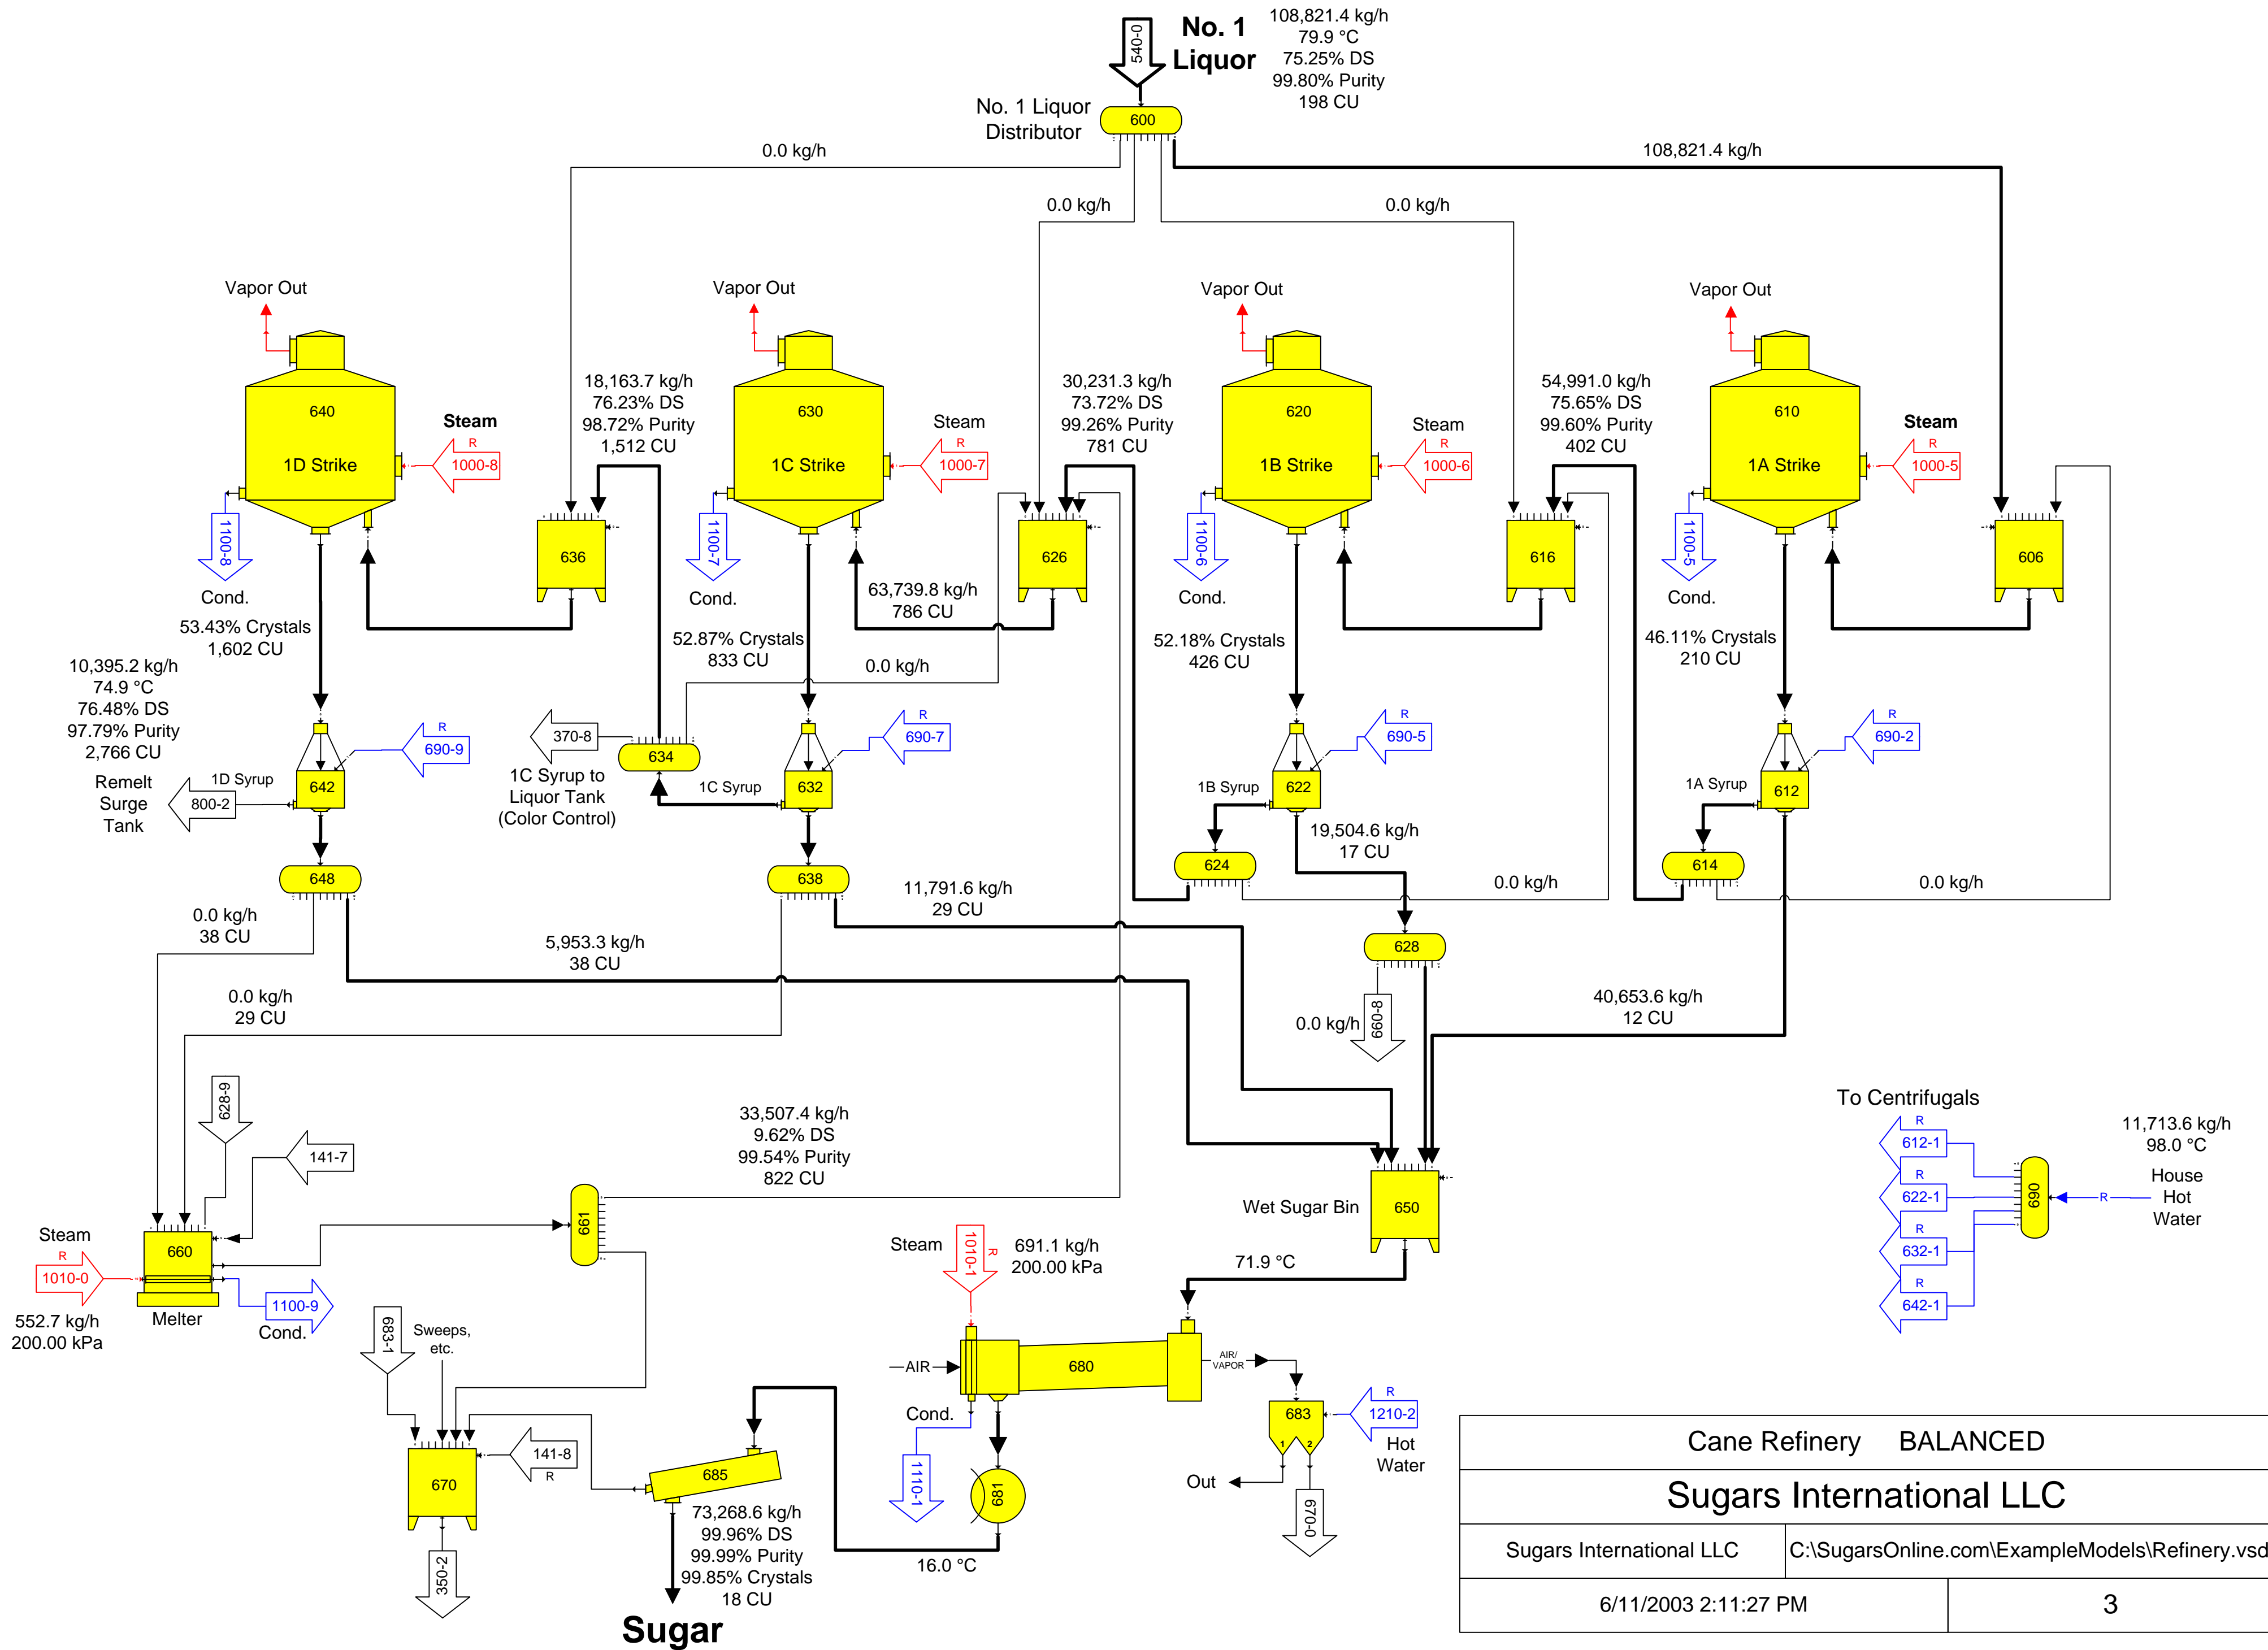 No. 1
Liquor
540-0
108,821.4 kg/h
79.9 °C
75.25% DS
99.80% Purity
198 CU
No. 1 Liquor
Distributor
600
0.0 kg/h
108,821.4 kg/h
0.0 kg/h
0.0 kg/h
Vapor Out
Vapor Out
Vapor Out
Vapor Out
640
1D Strike
Steam
R
1000-8
18,163.7 kg/h
76.23% DS
98.72% Purity
1,512 CU
630
1C Strike
Steam
R
1000-7
30,231.3 kg/h
73.72% DS
99.26% Purity
781 CU
620
1B Strike
Steam
R
1000-6
54,991.0 kg/h
75.65% DS
99.60% Purity
402 CU
610
1A Strike
Steam
R
1000-5
1100-8
Cond.
636
1100-7
Cond.
626
1100-6
Cond.
616
1100-5
Cond.
606
63,739.8 kg/h
786 CU
53.43% Crystals
1,602 CU
52.87% Crystals
833 CU
0.0 kg/h
52.18% Crystals
426 CU
46.11% Crystals
210 CU
10,395.2 kg/h
74.9 °C
76.48% DS
97.79% Purity
2,766 CU
Remelt
Surge
Tank
1D Syrup
800-2
642
R
690-9
370-8
634
1C Syrup to
Liquor Tank
(Color Control)
1C Syrup
632
R
690-7
1B Syrup
622
R
690-5
1A Syrup
612
R
690-2
19,504.6 kg/h
17 CU
648
638
624
614
11,791.6 kg/h
29 CU
0.0 kg/h
0.0 kg/h
0.0 kg/h
38 CU
5,953.3 kg/h
38 CU
628
0.0 kg/h
29 CU
0.0 kg/h
660-8
40,653.6 kg/h
12 CU
628-9
141-7
33,507.4 kg/h
9.62% DS
99.54% Purity
822 CU
To Centrifugals
R
612-1
R
622-1
R
632-1
R
642-1
690
R
11,713.6 kg/h
98.0 °C
House
Hot
Water
Steam
R
1010-0
552.7 kg/h
200.00 kPa
660
Melter
1100-9
Cond.
661
Wet Sugar Bin
650
Steam
1010-1
R
691.1 kg/h
200.00 kPa
71.9 °C
683-1
Sweeps,
etc.
AIR
680
AIR/
VAPOR
683
1
2
R
1210-2
Hot
Water
Out
670-0
Cond.
1110-1
681
16.0 °C
685
141-8
R
670
350-2
73,268.6 kg/h
99.96% DS
99.99% Purity
99.85% Crystals
18 CU
Sugar
Cane Refinery BALANCED
Sugars International LLC
Sugars International LLC
C:\SugarsOnline.com\ExampleModels\Refinery.vsd
6/11/2003 2:11:27 PM
3